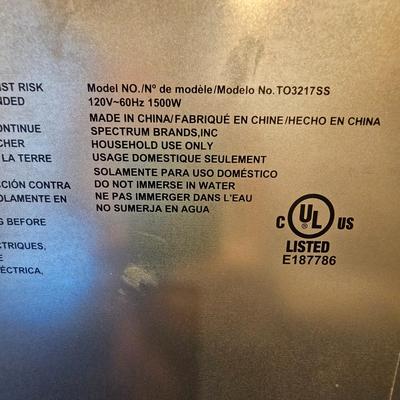 ST RISK
NDED
ONTINUE
CHER
LA TERRE
CCIÓN CONTRA
OLAMENTE EN
NG BEFORE
CTRIQUES,
E
ÉCTRICA,
Model NO./Nº de modèle/Modelo No.TO3217SS
120V~60Hz 1500W
MADE IN CHINA/FABRIQUÉ EN CHINE/HECHO EN CHINA
SPECTRUM BRANDS,INC
HOUSEHOLD USE ONLY
USAGE DOMESTIQUE SEULEMENT
SOLAMENTE PARA USO DOMÉSTICO
DO NOT IMMERSE IN WATER
NE PAS IMMERGER DANS L'EAU
NO SUMERJA EN AGUA
C UL US
LISTED
E187786